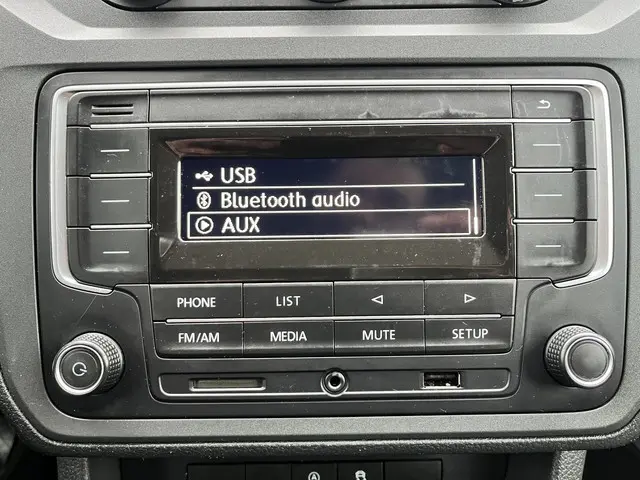 USB
Bluetooth audio
AUX
PHONE LIST
FM/AM MEDIA MUTE SETUP
A